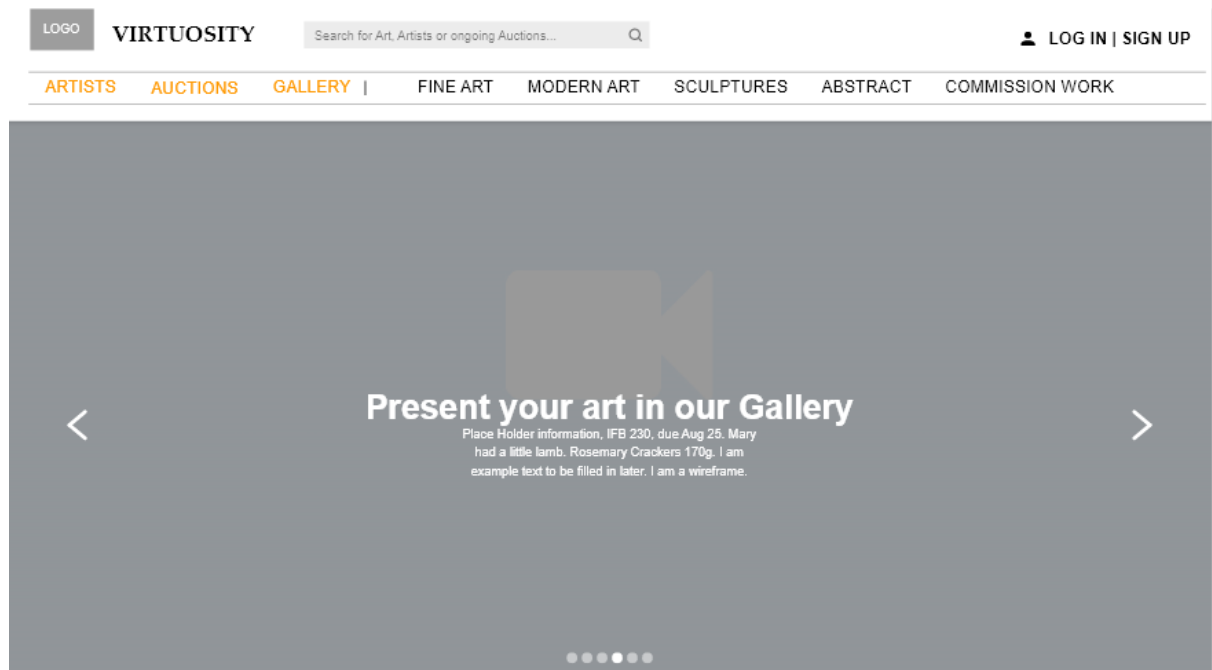 LOGO
VIRTUOSITY
Search for Art, Artists or ongoing Auctions...
LOG IN | SIGN UP
ARTISTS AUCTIONS GALLERY | FINE ART MODERN ART SCULPTURES ABSTRACT COMMISSION WORK
Present your art in our Gallery
Place Holder information, IFB 230, due Aug 25. Mary
had a little lamb. Rosemary Crackers 170g. I am
example text to be filled in later. I am a wireframe.